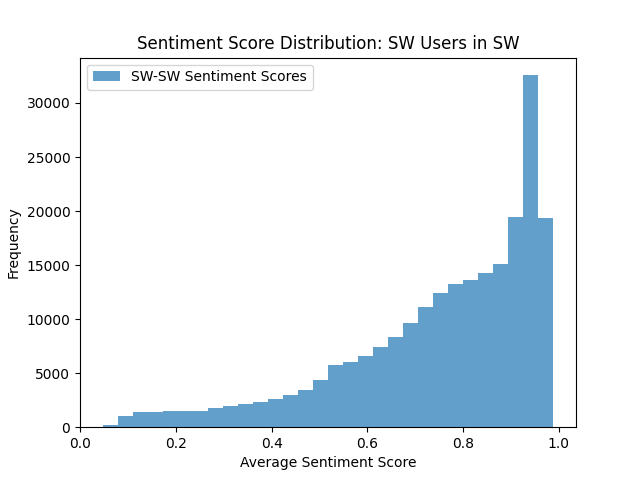 Sentiment Score Distribution: SW Users in SW
SW-SW Sentiment Scores
30000
25000
20000
15000
10000
5000
0
Frequency
0.0 0.2 0.4 0.6 0.8 1.0
Average Sentiment Score